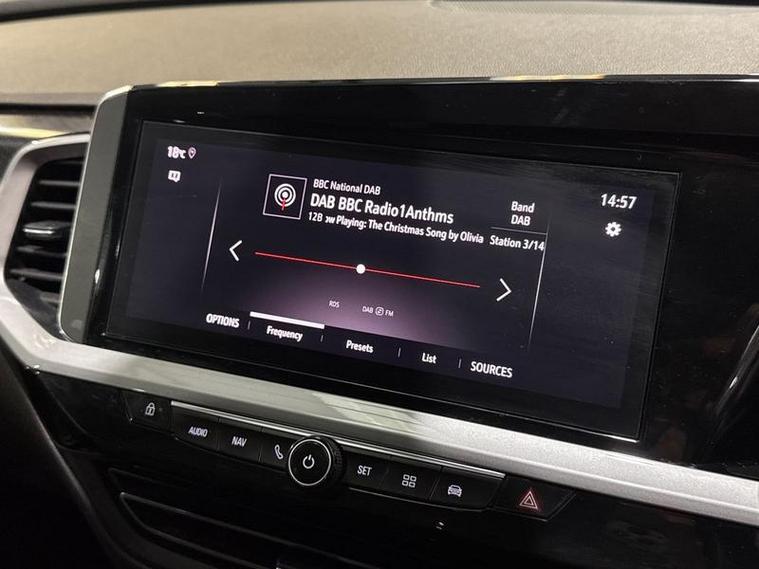 18°C
14:57
BBC National DAB
DAB BBC Radio1Anthms
12B ow Playing: The Christmas Song by Olivia
Band
DAB
Station 3/14
RDS
DAB FM
OPTIONS
Frequency
Presets
List
SOURCES
AUDIO
NAV
SET